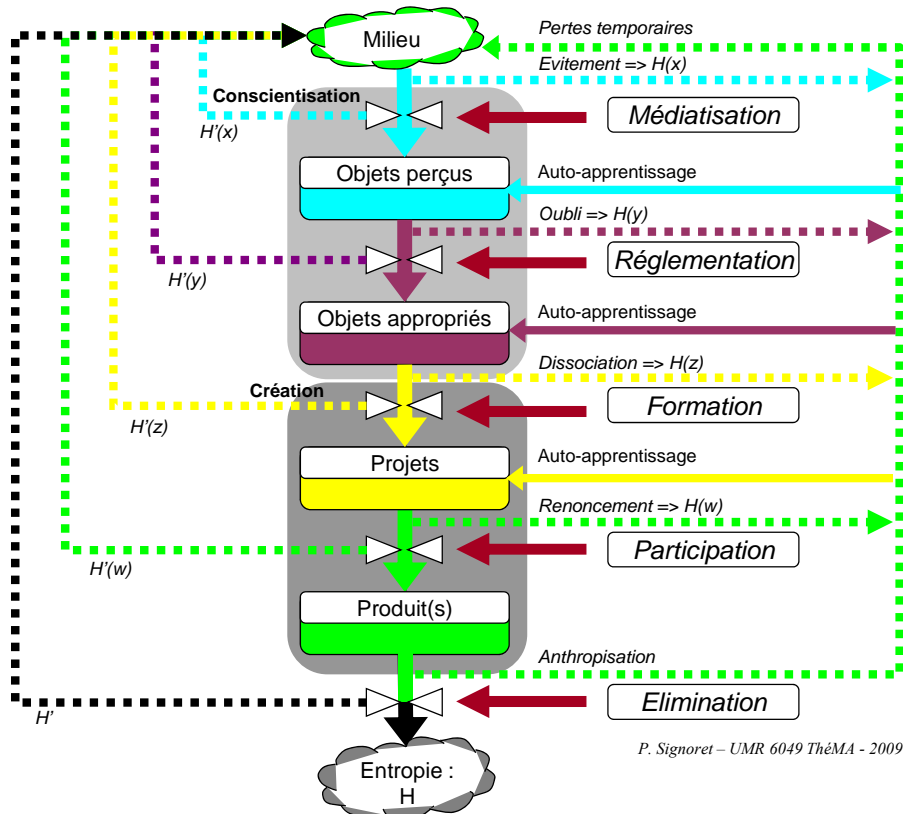 Milieu
Pertes temporaires
Evitement => H(x)
Conscientisation
H'(x)
Médiatisation
Objets perçus
Auto-apprentissage
Oubli => H(y)
H'(y)
Réglementation
Objets appropriés
Auto-apprentissage
Dissociation => H(z)
Création
H'(z)
Formation
Projets
Auto-apprentissage
Renoncement => H(w)
H'(w)
Participation
Produit(s)
Anthropisation
H'
Elimination
P. Signoret – UMR 6049 ThéMA - 2009
Entropie :
H